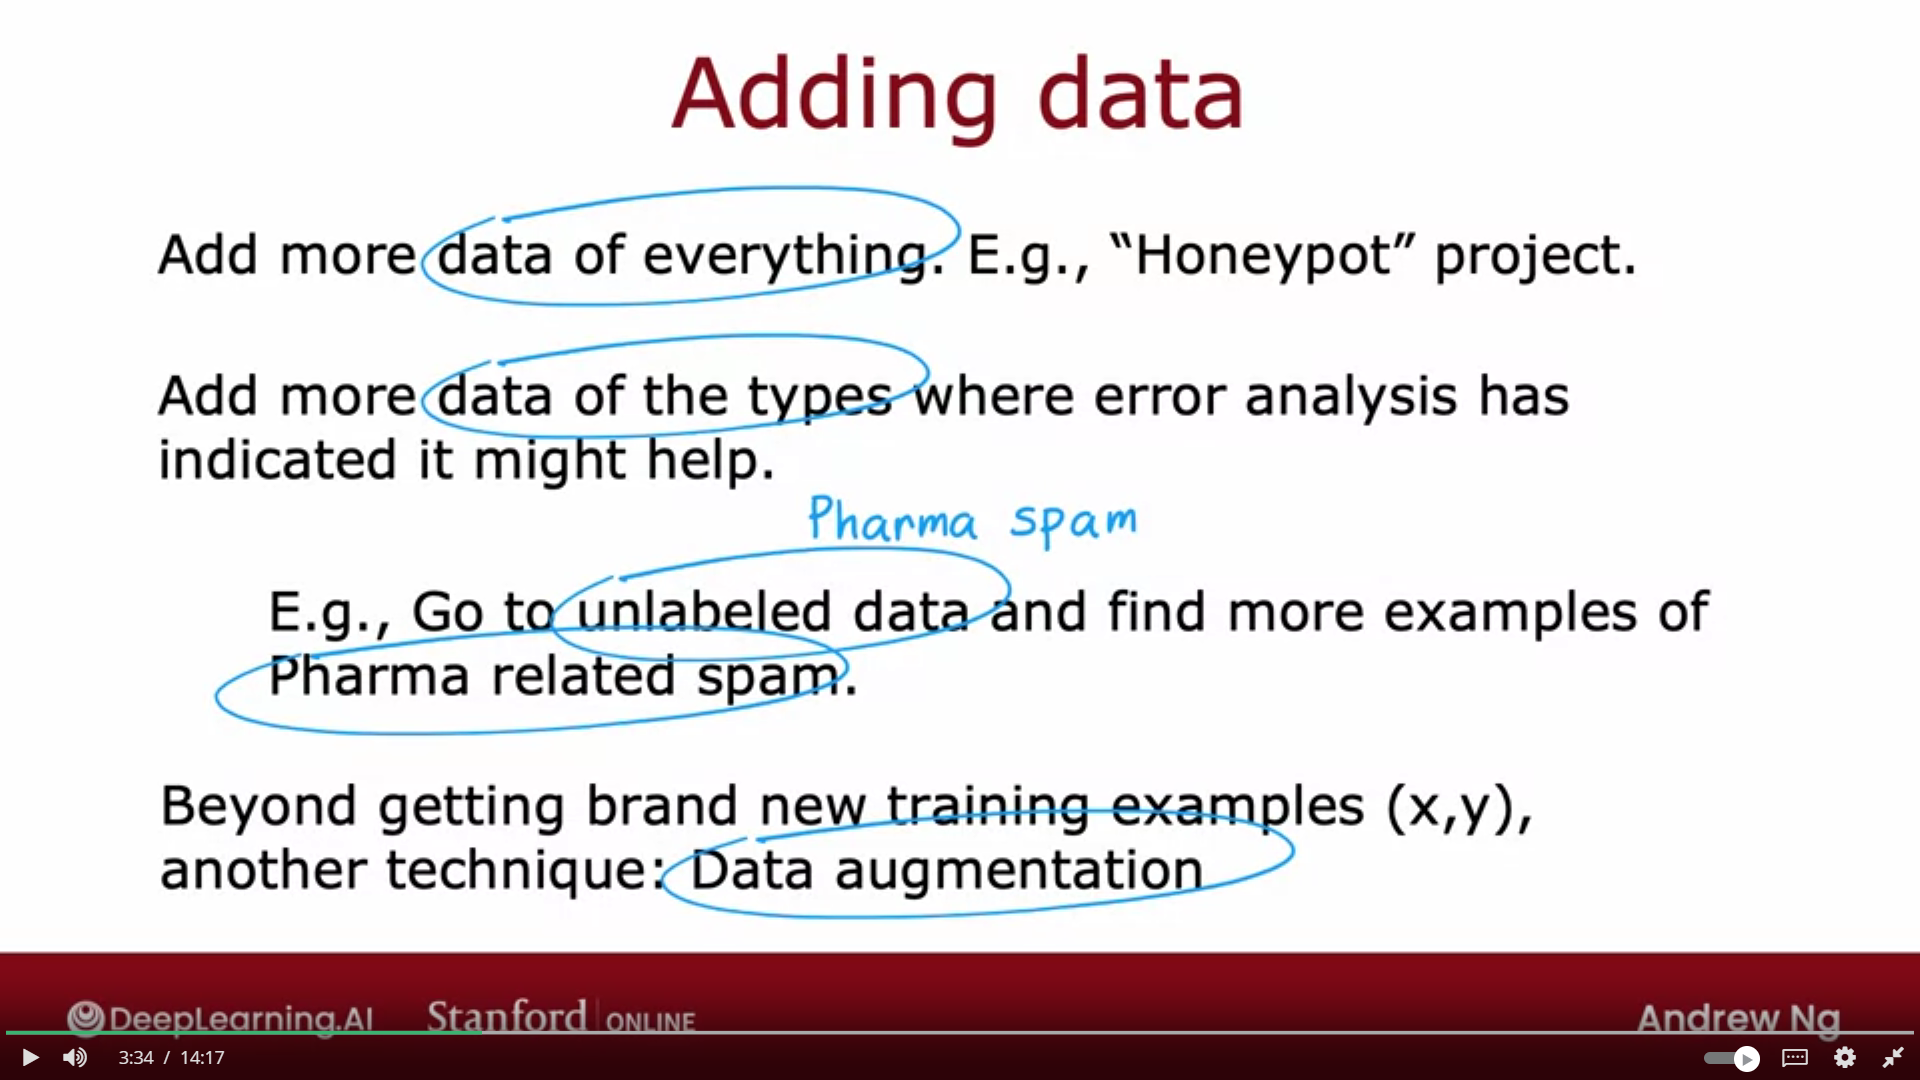 Adding data
Add more data of everything. E.g., “Honeypot” project.
Add more data of the types where error analysis has
indicated it might help.
Pharma spam
E.g., Go to unlabeled data and find more examples of
Pharma related spam.
Beyond getting brand new training examples (x,y),
another technique: Data augmentation
DeepLearning.AI Stanford ONLINE Andrew Ng
3:34 / 14:17